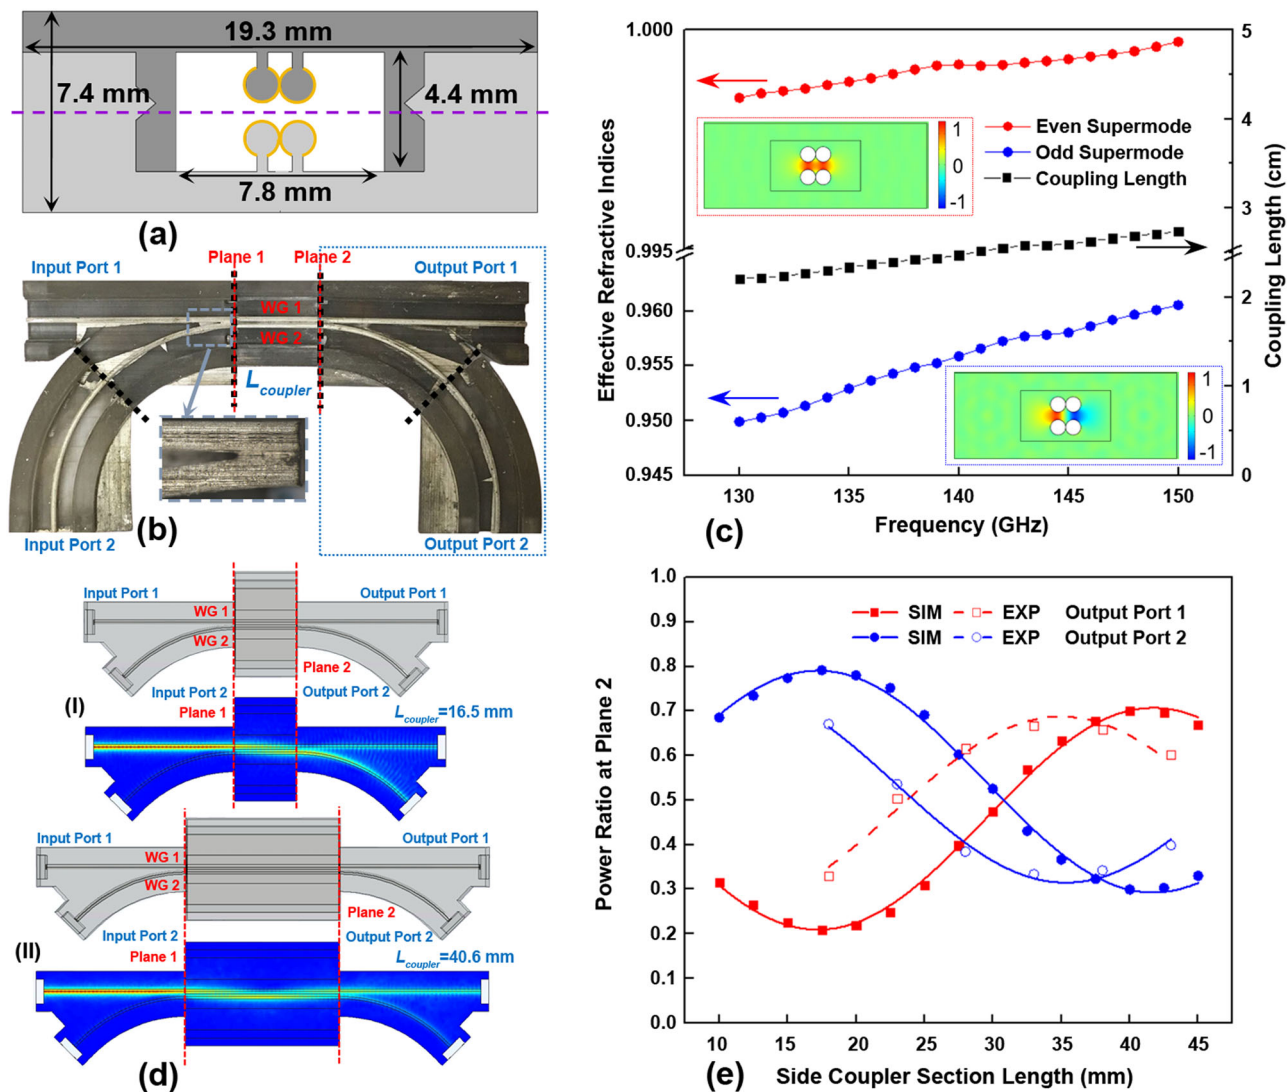 (a)
19.3 mm
7.4 mm
4.4 mm
7.8 mm
Input Port 1
Plane 1
Plane 2
Output Port 1
WG 1
WG 2
L coupler
Input Port 2
(b)
Output Port 2
(c)
1.000
0.995
0.960
0.955
0.950
0.945
Effective Refractive Indices
5
4
3
2
1
0
Coupling Length (cm)
1
0
-1
Even Supermode
Odd Supermode
Coupling Length
1
0
-1
130 135 140 145 150
Frequency (GHz)
Input Port 1
Output Port 1
WG 1
WG 2
Plane 2
Input Port 2
Output Port 2
(I)
Plane 1
L coupler=16.5 mm
Input Port 1
Output Port 1
WG 1
WG 2
Plane 2
Input Port 2
Output Port 2
(II)
Plane 1
L coupler=40.6 mm
(d)
1.0
0.9
0.8
0.7
0.6
0.5
0.4
0.3
0.2
0.1
0.0
Power Ratio at Plane 2
SIM EXP Output Port 1
SIM EXP Output Port 2
10 15 20 25 30 35 40 45
(e)
Side Coupler Section Length (mm)